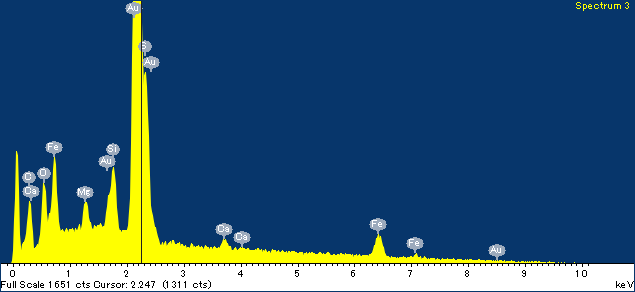 Spectrum 3
Au
S
Au
Fe
Si
Au
C
O
Ca
Mg
Ca
Ca
Fe
Fe
Au
0 1 2 3 4 5 6 7 8 9 10
Full Scale 1651 cts Cursor: 2.247 (1311 cts) keV